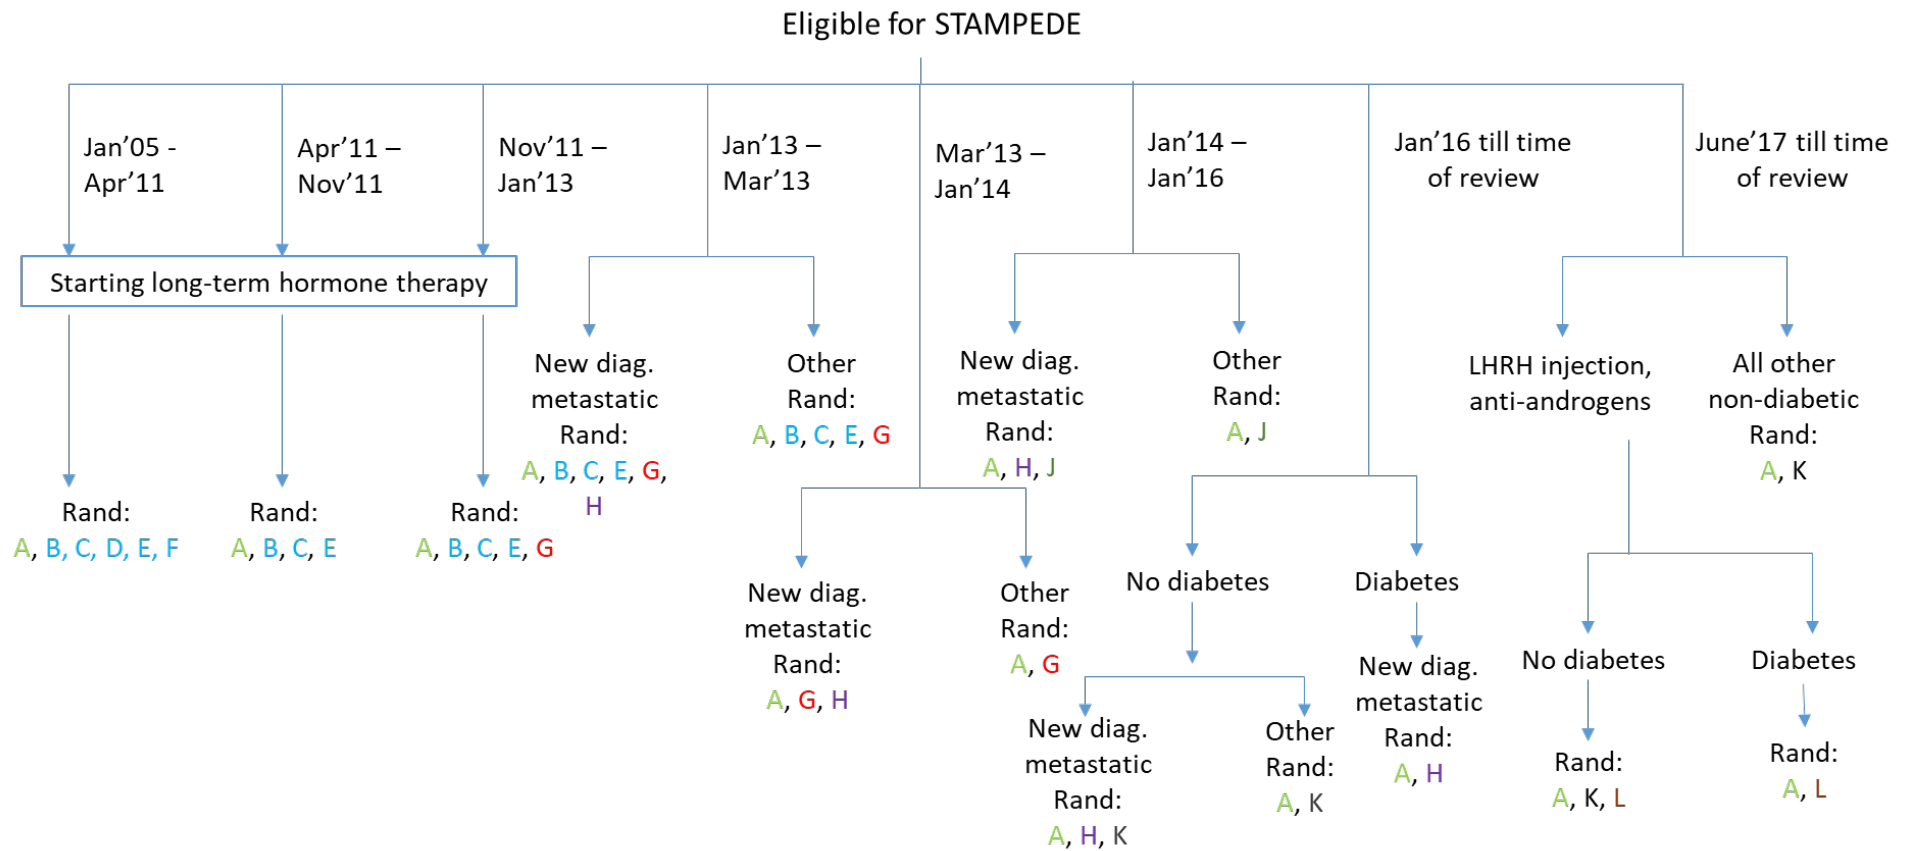 Eligible for STAMPEDE
Jan’05 -
Apr’11
Apr’11 –
Nov’11
Nov’11 –
Jan’13
Jan’13 –
Mar’13
Mar’13 –
Jan’14
Jan’14 –
Jan’16
Jan’16 till time
of review
June’17 till time
of review
Starting long-term hormone therapy
Rand:
A, B, C, D, E, F
Rand:
A, B, C, E
Rand:
A, B, C, E, G
New diag.
metastatic
Rand:
A, B, C, E, G,
H
Other
Rand:
A, B, C, E, G
New diag.
metastatic
Rand:
A, G, H
Other
Rand:
A, G
New diag.
metastatic
Rand:
A, H, J
Other
Rand:
A, J
No diabetes
New diag.
metastatic
Rand:
A, H, K
Other
Rand:
A, K
Diabetes
New diag.
metastatic
Rand:
A, H
LHRH injection,
anti-androgens
No diabetes
Rand:
A, K, L
Diabetes
Rand:
A, L
All other
non-diabetic
Rand:
A, K